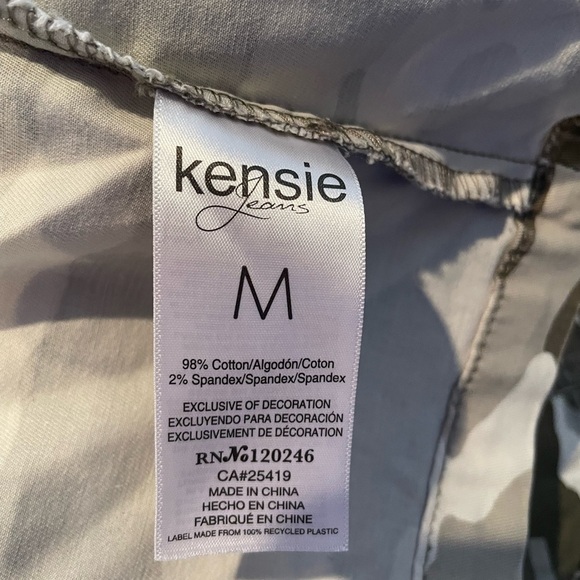 kensie
Jeans
M
98% Cotton/Algodón/Coton
2% Spandex/Spandex/Spandex
EXCLUSIVE OF DECORATION
EXCLUYENDO PARA DECORACIÓN
EXCLUSIVEMENT DE DÉCORATION
RN№120246
CA#25419
MADE IN CHINA
HECHO EN CHINA
FABRIQUÉ EN CHINE
LABEL MADE FROM 100% RECYCLED PLASTIC